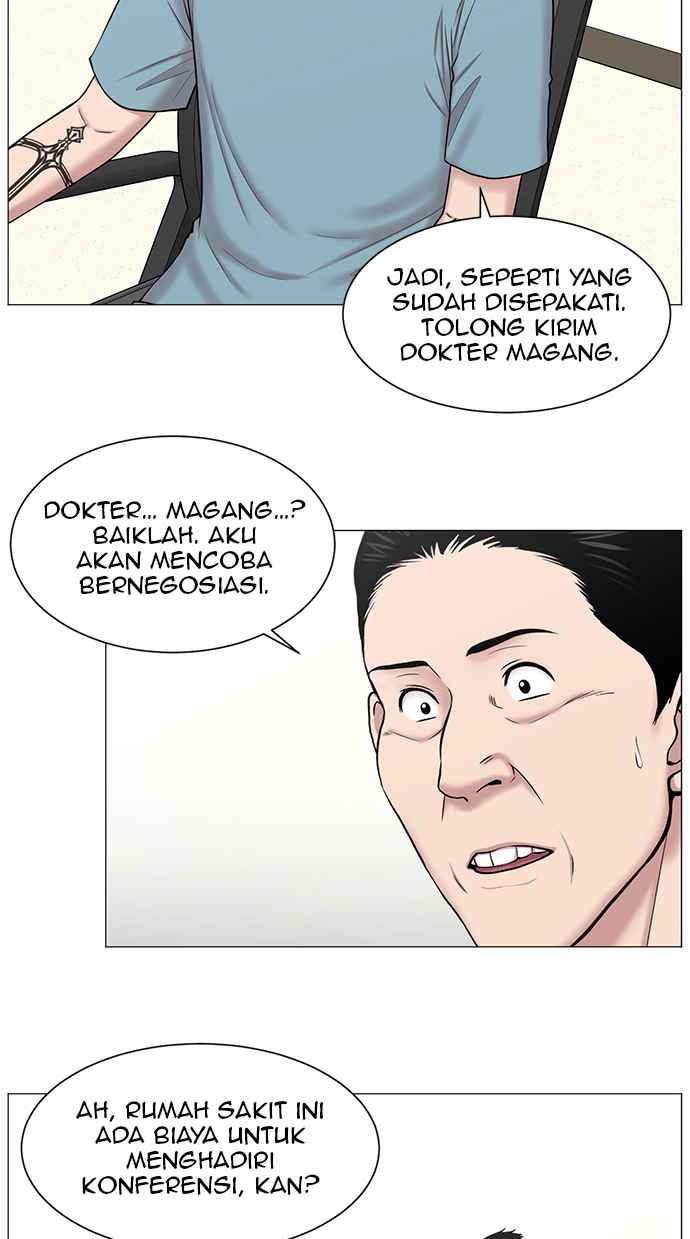 JADI, SEPERTI YANG
SUDAH DISEPAKATI.
TOLONG KIRIM
DOKTER MAGANG.
DOKTER... MAGANG...?
BAIKLAH. AKU
AKAN MENCOBA
BERNEGOSIASI.
AH, RUMAH SAKIT INI
ADA BIAYA UNTUK
MENGHADIRI
KONFERENSI, KAN?